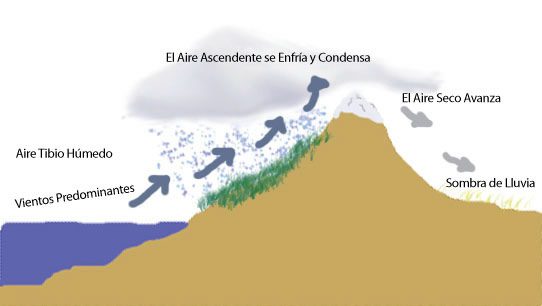 El Aire Ascendente se Enfría y Condensa
El Aire Seco Avanza
Aire Tibio Húmedo
Vientos Predominantes
Sombra de Lluvia